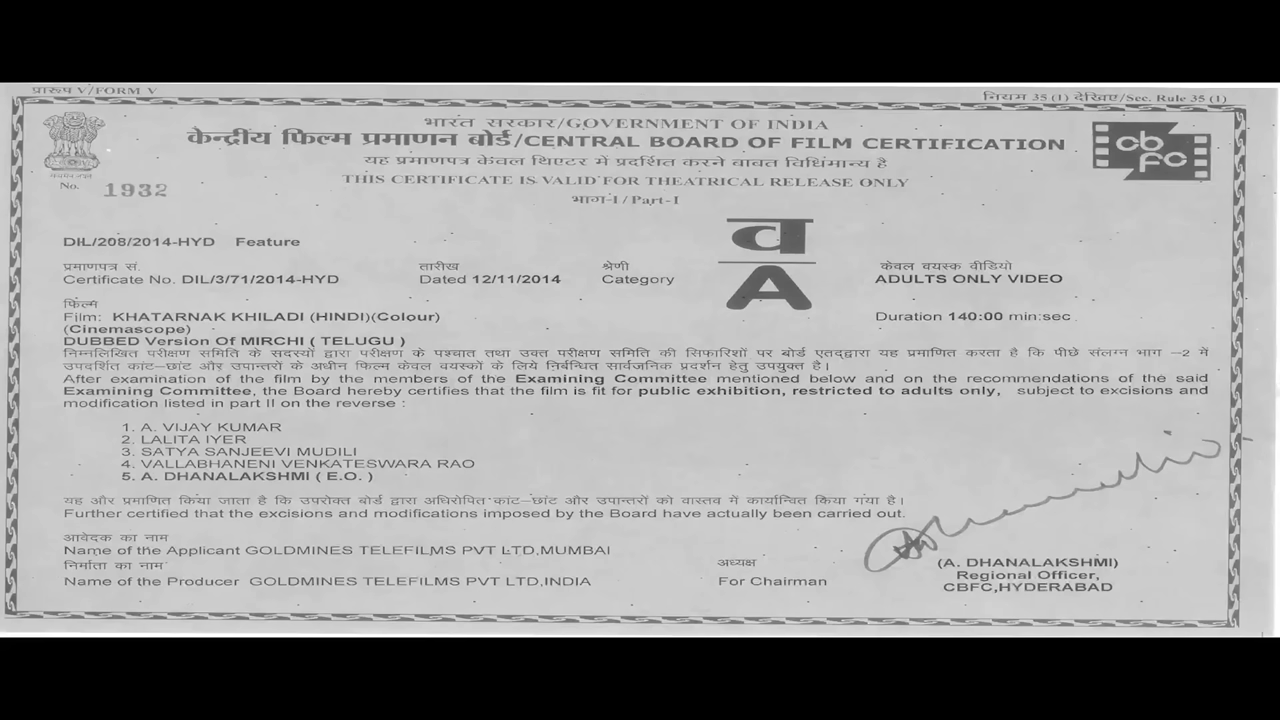 प्रारूप V/FORM V
नियम 35 (1) देखिए/Sec. Rule 35 (1)
भारत सरकार/GOVERNMENT OF INDIA
केन्द्रीय फिल्म प्रमाणन बोर्ड/CENTRAL BOARD OF FILM CERTIFICATION
cb
fc
यह प्रमाणपत्र केवल थिएटर में प्रदर्शित करने बावत विधिमान्य है
No. 1932
THIS CERTIFICATE IS VALID FOR THEATRICAL RELEASE ONLY
भाग-I/Part-I
व
A
DIL/208/2014-HYD Feature
प्रमाणपत्र सं. तारीख श्रेणी केवल वयस्क वीडियो
Certificate No. DIL/3/71/2014-HYD Dated 12/11/2014 Category ADULTS ONLY VIDEO
फिल्म
Film: KHATARNAK KHILADI (HINDI)(Colour) Duration 140:00 min:sec
(Cinemascope)
DUBBED Version Of MIRCHI ( TELUGU )
निम्नलिखित परीक्षण समिति के सदस्यों द्वारा परीक्षण के पश्चात तथा उक्त परीक्षण समिति की सिफारिशों पर बोर्ड एतद्वारा यह प्रमाणित करता है कि पीछे संलग्न भाग -2 में
उपदर्शित कांट-छांट और उपान्तरों के अधीन फिल्म केवल वयस्कों के लिये निर्बन्धित सार्वजनिक प्रदर्शन हेतु उपयुक्त है।
After examination of the film by the members of the Examining Committee mentioned below and on the recommendations of the said
Examining Committee, the Board hereby certifies that the film is fit for public exhibition, restricted to adults only, subject to excisions and
modification listed in part II on the reverse :
1. A. VIJAY KUMAR
2. LALITA IYER
3. SATYA SANJEEVI MUDILI
4. VALLABHANENI VENKATESWARA RAO
5. A. DHANALAKSHMI ( E.O. )
यह और प्रमाणित किया जाता है कि उपरोक्त बोर्ड द्वारा अधिरोपित कांट-छांट और उपान्तरों को वास्तव में कार्यान्वित किया गया है।
Further certified that the excisions and modifications imposed by the Board have actually been carried out.
आवेदक का नाम
Name of the Applicant GOLDMINES TELEFILMS PVT LTD,MUMBAI
निर्माता का नाम अध्यक्ष (A. DHANALAKSHMI)
Name of the Producer GOLDMINES TELEFILMS PVT LTD,INDIA For Chairman Regional Officer,
CBFC,HYDERABAD